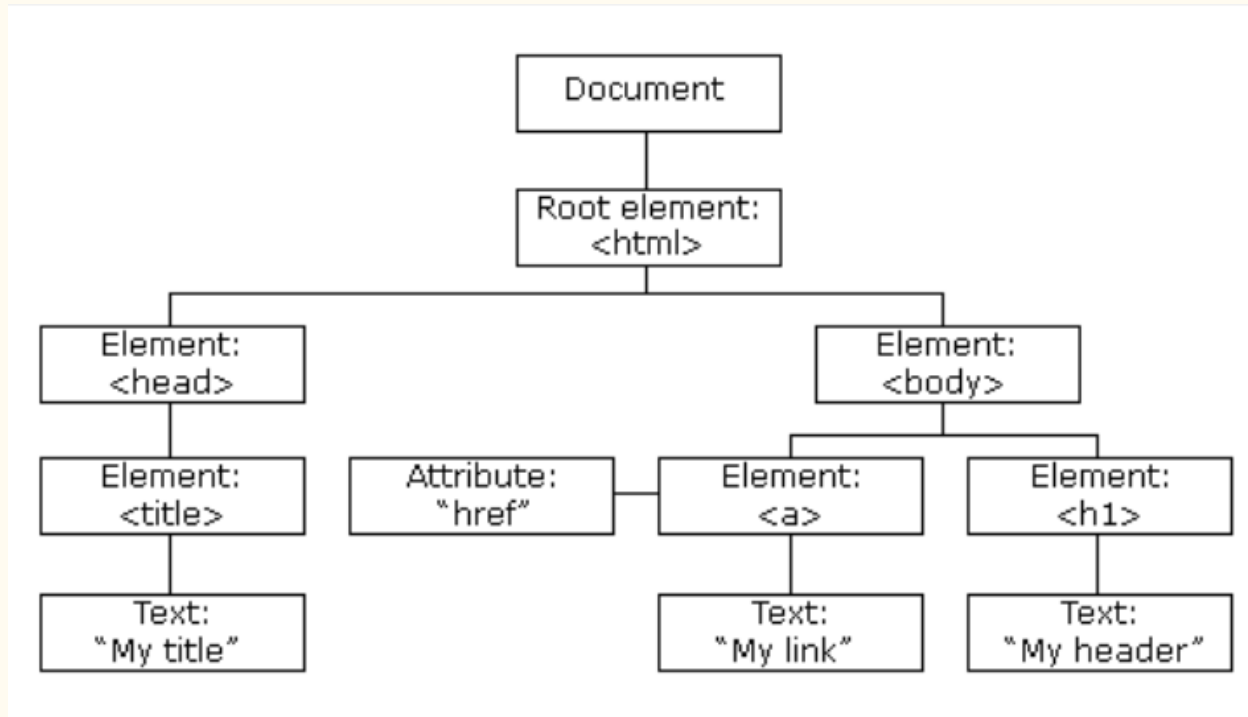 Document
Root element:
<html>
Element:
<head>
Element:
<body>
Element:
<title>
Attribute:
“href”
Element:
<a>
Element:
<h1>
Text:
“My title”
Text:
“My link”
Text:
“My header”